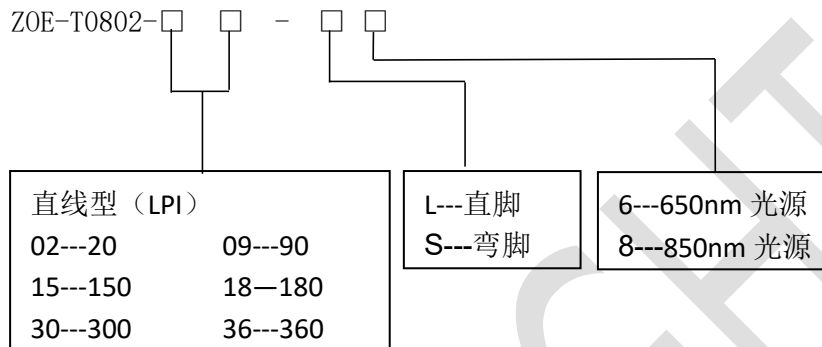 ZOE-T0802-□ □ - □ □
直线型（LPI）
02---20 09---90
15---150 18—180
30---300 36---360
L---直脚
S---弯脚
6---650nm 光源
8---850nm 光源